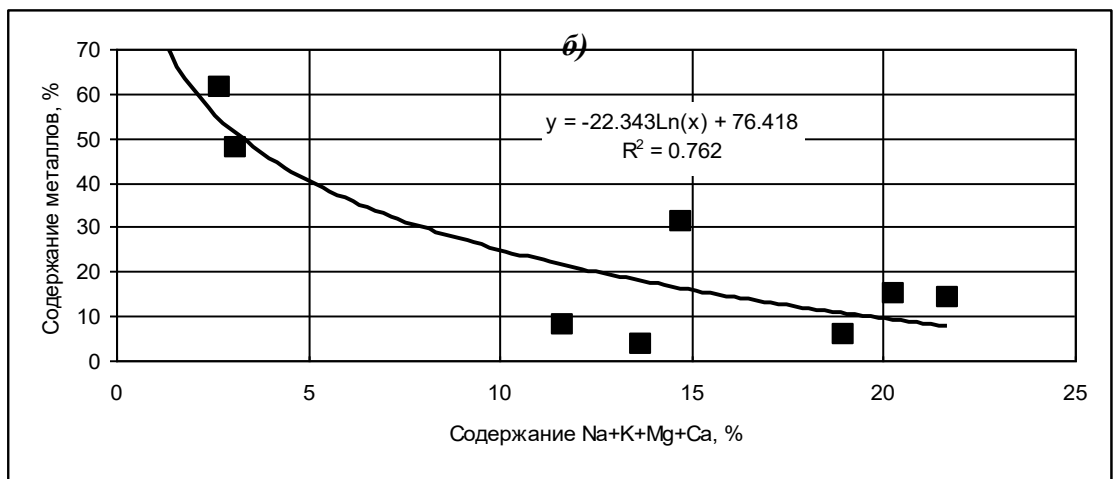 б)
Содержание металлов, %
70
60
50
40
30
20
10
0
y = -22.343Ln(x) + 76.418
R² = 0.762
0 5 10 15 20 25
Содержание Na+K+Mg+Ca, %